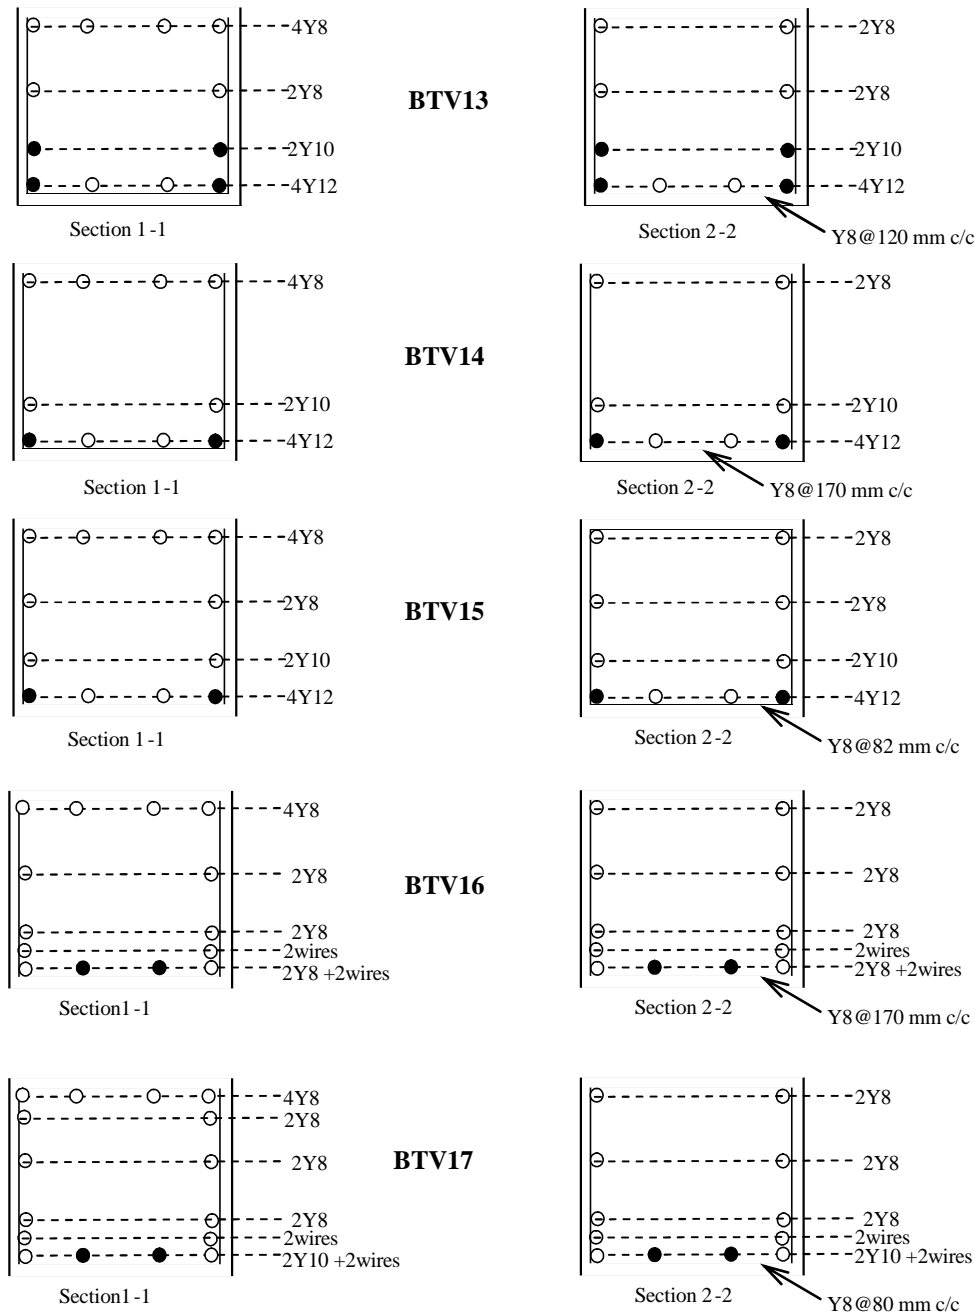 4Y8
2Y8
2Y10
4Y12
Section 1-1
BTV13
2Y8
2Y8
2Y10
4Y12
Section 2-2
Y8@120 mm c/c
4Y8
2Y10
4Y12
Section 1-1
BTV14
2Y8
2Y10
4Y12
Section 2-2
Y8@170 mm c/c
4Y8
2Y8
2Y10
4Y12
Section 1-1
BTV15
2Y8
2Y8
2Y10
4Y12
Section 2-2
Y8@82 mm c/c
4Y8
2Y8
2Y8
2wires
2Y8 +2wires
Section1-1
BTV16
2Y8
2Y8
2Y8
2wires
2Y8 +2wires
Section 2-2
Y8@170 mm c/c
4Y8
2Y8
2Y8
2Y8
2wires
2Y10 +2wires
Section1-1
BTV17
2Y8
2Y8
2Y8
2wires
2Y10 +2wires
Section 2-2
Y8@80 mm c/c